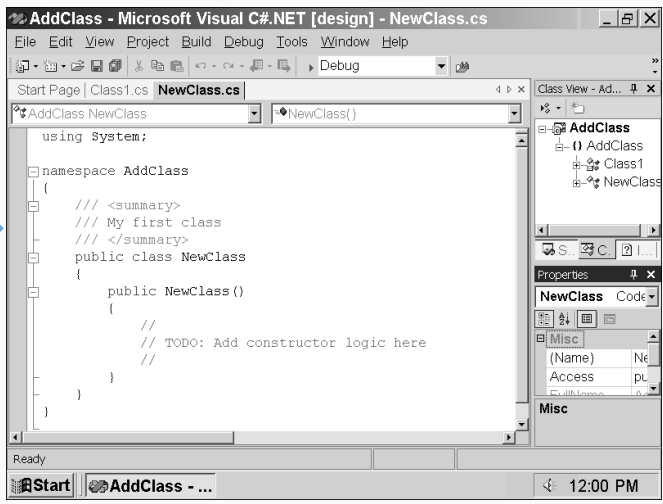 AddClass - Microsoft Visual C#.NET [design] - NewClass.cs
File Edit View Project Build Debug Tools Window Help
Debug
Start Page Class1.cs NewClass.cs
Class View - Ad...
AddClass.NewClass
NewClass()
using System;
namespace AddClass
{
/// <summary>
/// My first class
/// </summary>
public class NewClass
{
public NewClass()
{
//
// TODO: Add constructor logic here
//
}
}
}
AddClass
{} AddClass
Class1
NewClass
S... C. I...
Properties
NewClass Code
Misc
(Name) Ne
Access pu
FullName
Misc
Ready
Start AddClass - ... 12:00 PM